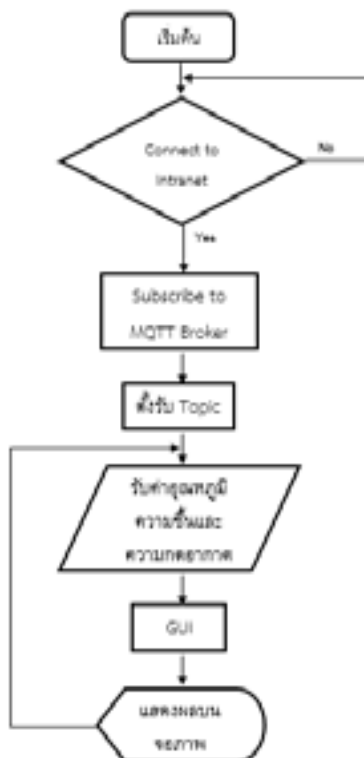 เริ่มต้น
Connect to
Intranet
No
Yes
Subscribe to
MQTT Broker
ตั้งรับ Topic
รับค่าอุณหภูมิ
ความชื้นและ
ความกดอากาศ
GUI
แสดงผลบน
จอภาพ